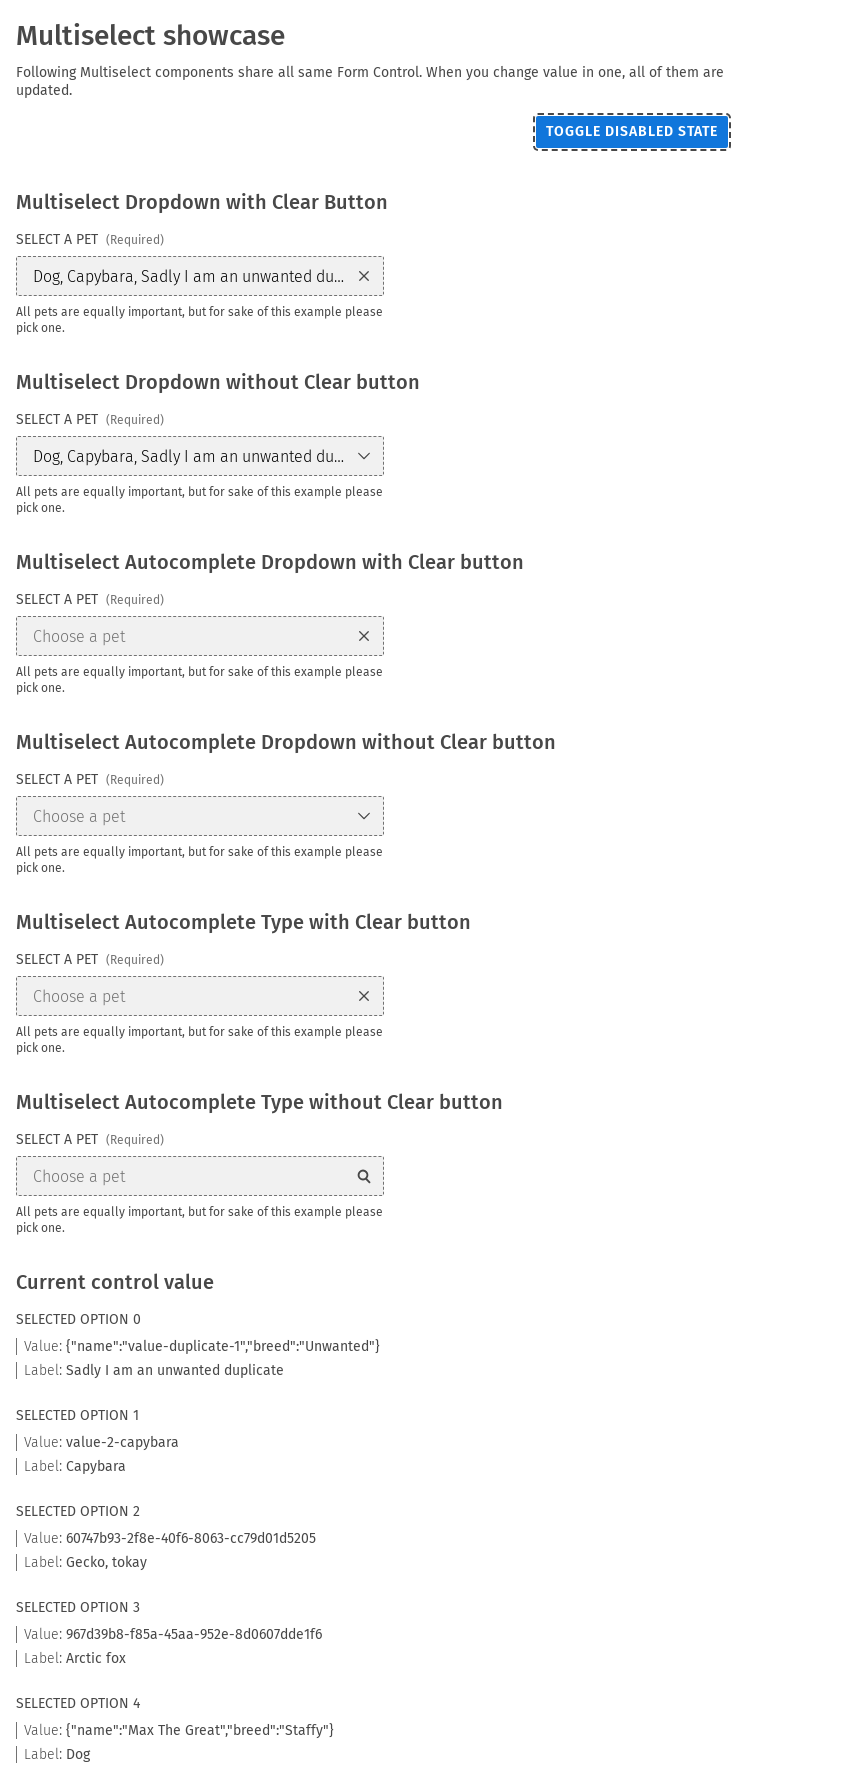 Multiselect showcase
Following Multiselect components share all same Form Control. When you change value in one, all of them are
updated.
TOGGLE DISABLED STATE
Multiselect Dropdown with Clear Button
SELECT A PET (Required)
Dog, Capybara, Sadly I am an unwanted du...
All pets are equally important, but for sake of this example please
pick one.
Multiselect Dropdown without Clear button
SELECT A PET (Required)
Dog, Capybara, Sadly I am an unwanted du...
All pets are equally important, but for sake of this example please
pick one.
Multiselect Autocomplete Dropdown with Clear button
SELECT A PET (Required)
Choose a pet
All pets are equally important, but for sake of this example please
pick one.
Multiselect Autocomplete Dropdown without Clear button
SELECT A PET (Required)
Choose a pet
All pets are equally important, but for sake of this example please
pick one.
Multiselect Autocomplete Type with Clear button
SELECT A PET (Required)
Choose a pet
All pets are equally important, but for sake of this example please
pick one.
Multiselect Autocomplete Type without Clear button
SELECT A PET (Required)
Choose a pet
All pets are equally important, but for sake of this example please
pick one.
Current control value
SELECTED OPTION 0
Value: {"name":"value-duplicate-1","breed":"Unwanted"}
Label: Sadly I am an unwanted duplicate
SELECTED OPTION 1
Value: value-2-capybara
Label: Capybara
SELECTED OPTION 2
Value: 60747b93-2f8e-40f6-8063-cc79d01d5205
Label: Gecko, tokay
SELECTED OPTION 3
Value: 967d39b8-f85a-45aa-952e-8d0607dde1f6
Label: Arctic fox
SELECTED OPTION 4
Value: {"name":"Max The Great","breed":"Staffy"}
Label: Dog